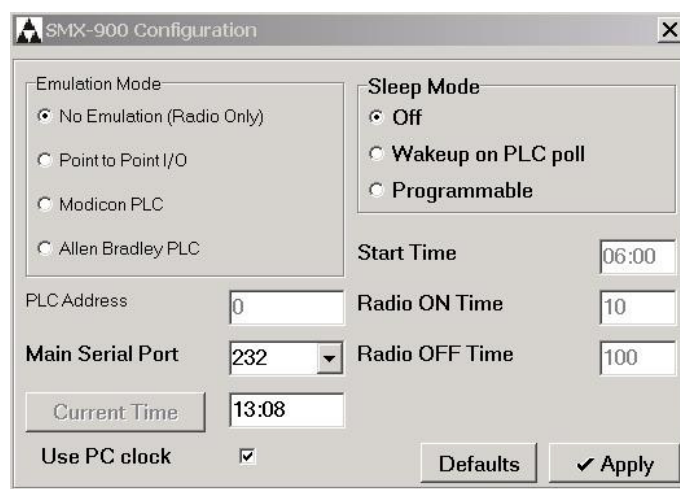 SMX-900 Configuration
Emulation Mode
No Emulation (Radio Only)
Point to Point I/O
Modicon PLC
Allen Bradley PLC
Sleep Mode
Off
Wakeup on PLC poll
Programmable
PLC Address 0
Main Serial Port 232
Current Time 13:08
Use PC clock
Start Time 06:00
Radio ON Time 10
Radio OFF Time 100
Defaults
Apply